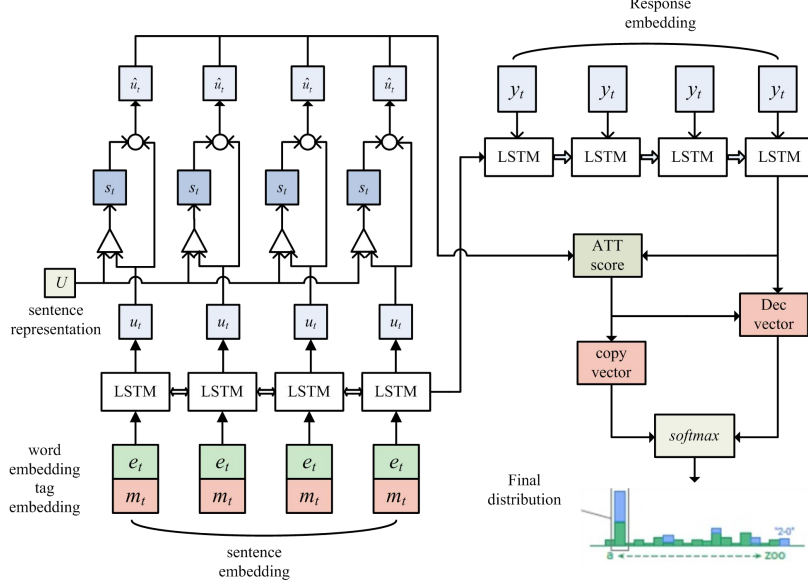 Response
embedding
û_t û_t û_t û_t
y_t y_t y_t y_t
LSTM LSTM LSTM LSTM
s_t s_t s_t s_t
ATT
score
U
sentence
representation
u_t u_t u_t u_t
Dec
vector
copy
vector
LSTM LSTM LSTM LSTM
softmax
word
embedding
tag
embedding
e_t e_t e_t e_t
m_t m_t m_t m_t
Final
distribution
"2-0"
a zoo
sentence
embedding